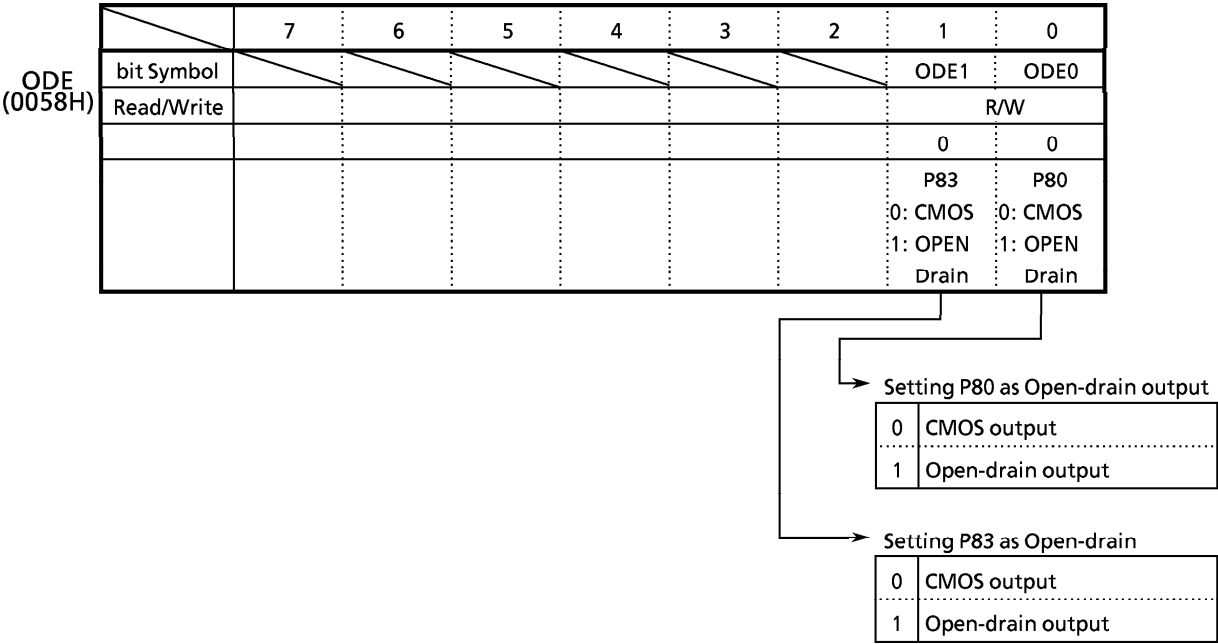 7 6 5 4 3 2 1 0
ODE
(0058H)
bit Symbol ODE1 ODE0
Read/Write R/W
0 0
P83 P80
0: CMOS 0: CMOS
1: OPEN 1: OPEN
Drain Drain
Setting P80 as Open-drain output
0 CMOS output
1 Open-drain output
Setting P83 as Open-drain
0 CMOS output
1 Open-drain output